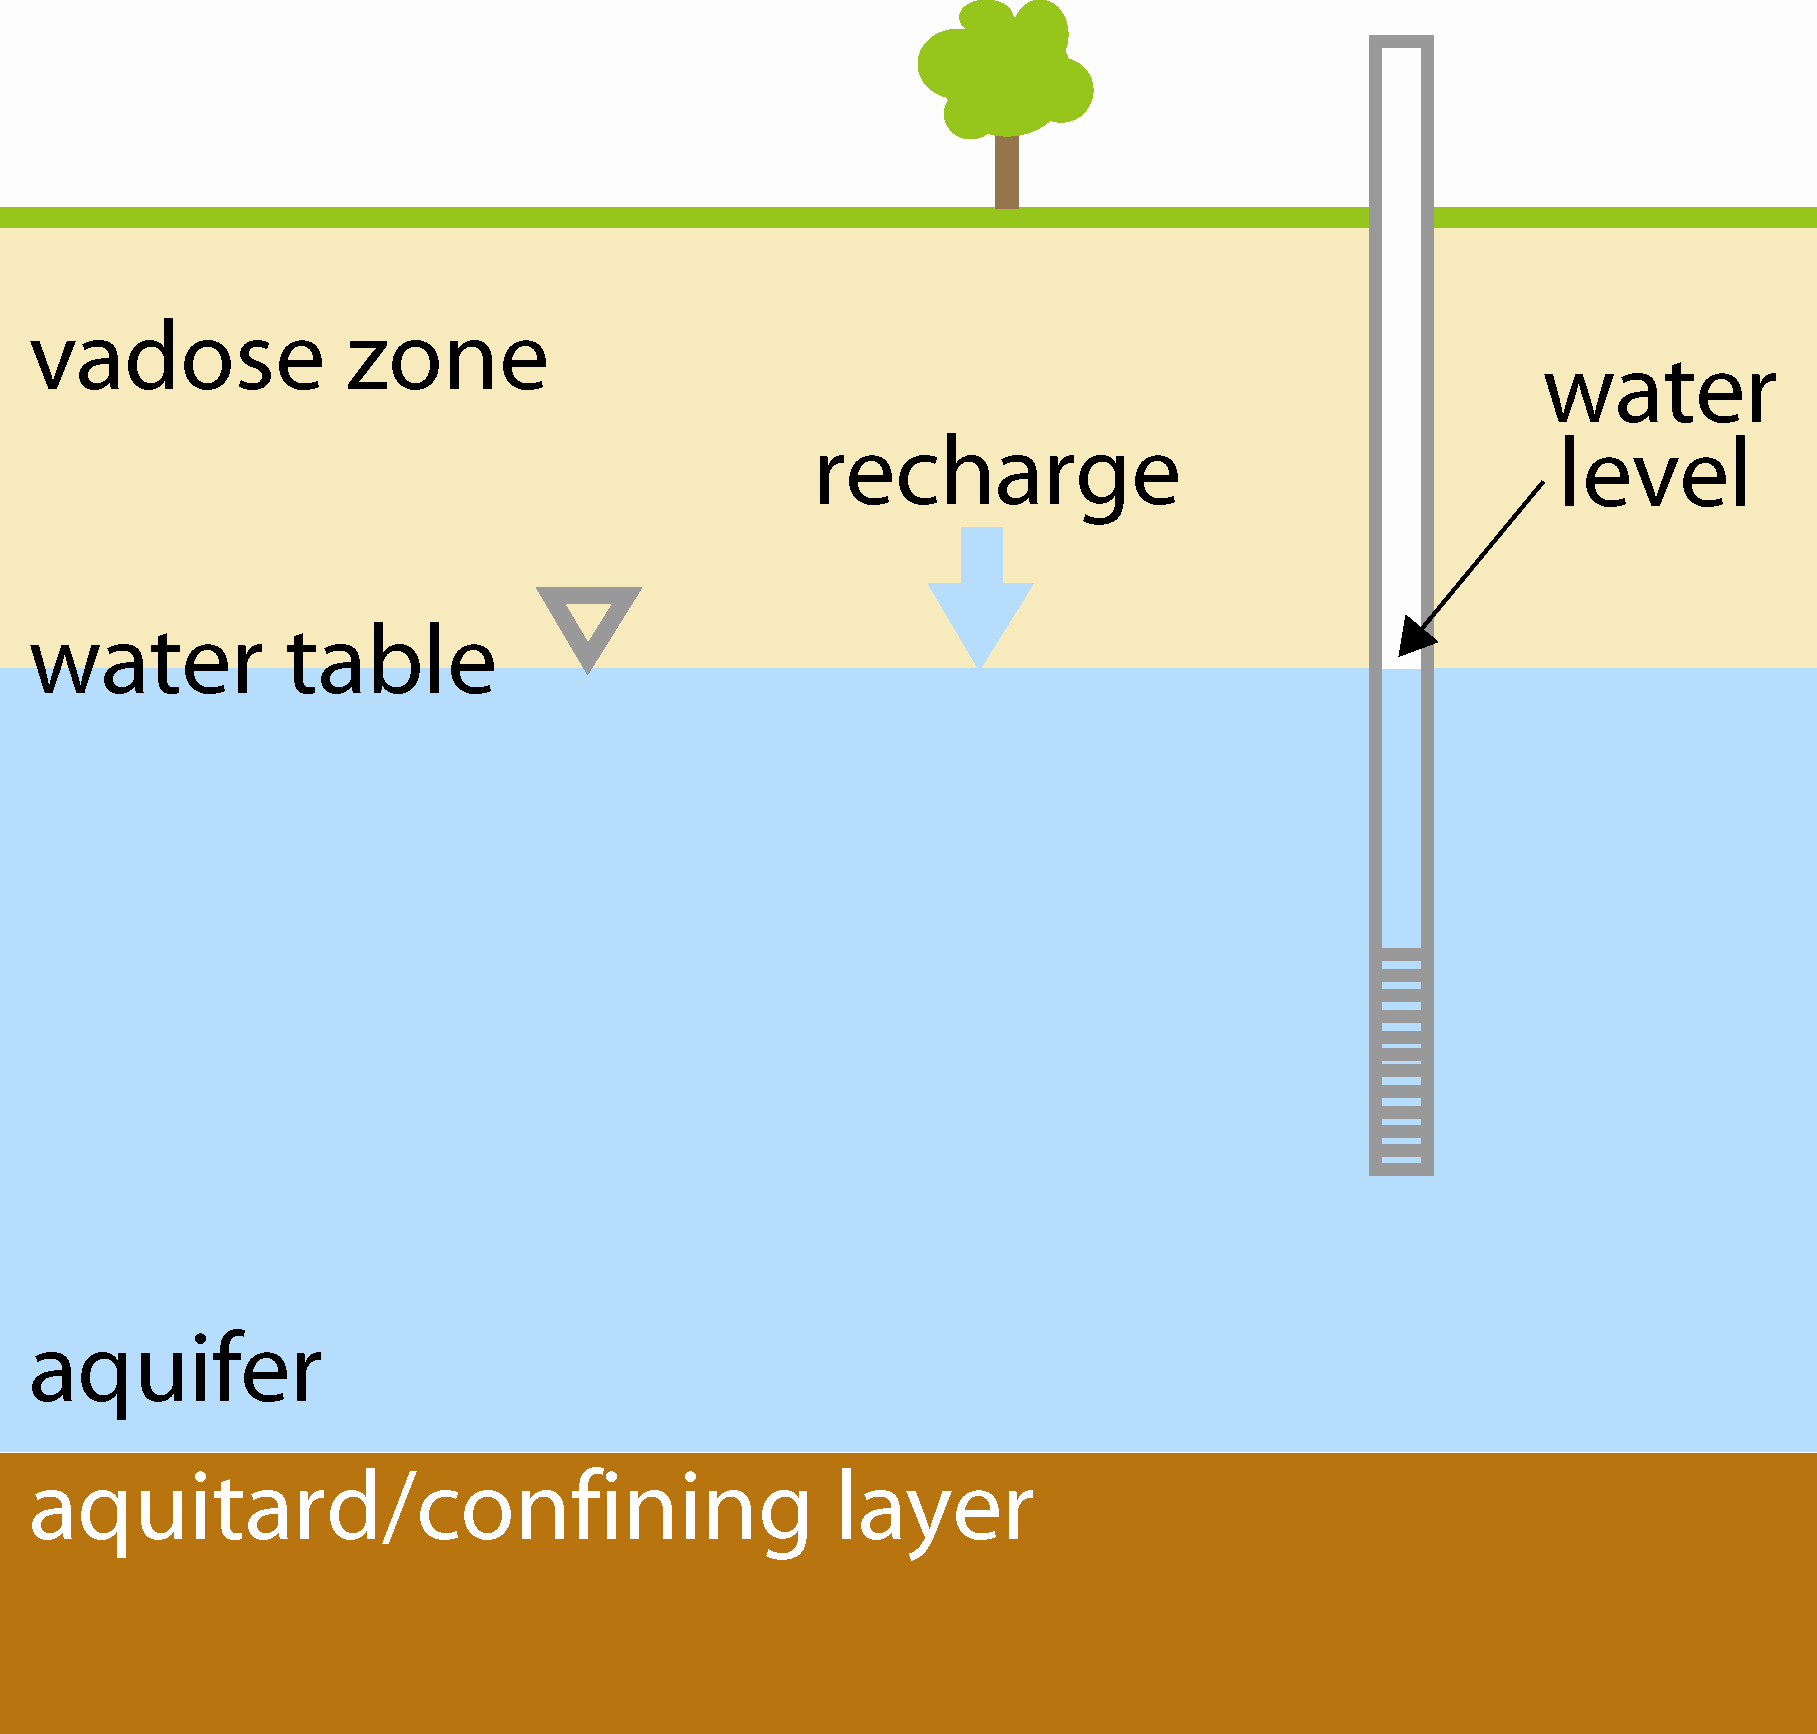 vadose zone
water
level
recharge
water table
aquifer
aquitard/confining layer